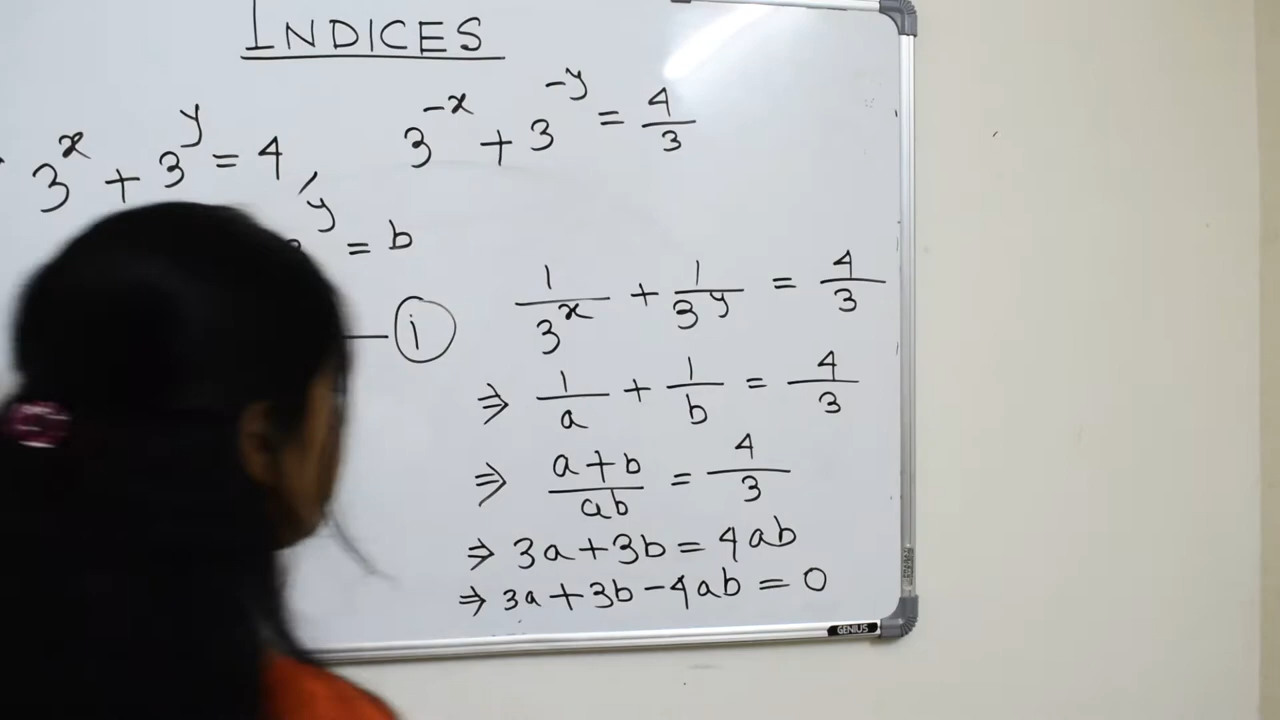 INDICES
3^x + 3^y = 4, 3^-x + 3^-y = 4/3
^y = b
1/3^x + 1/3^y = 4/3
— (i)
⇒ 1/a + 1/b = 4/3
⇒ (a+b)/ab = 4/3
⇒ 3a+3b = 4ab
⇒ 3a+3b-4ab = 0
GENIUS